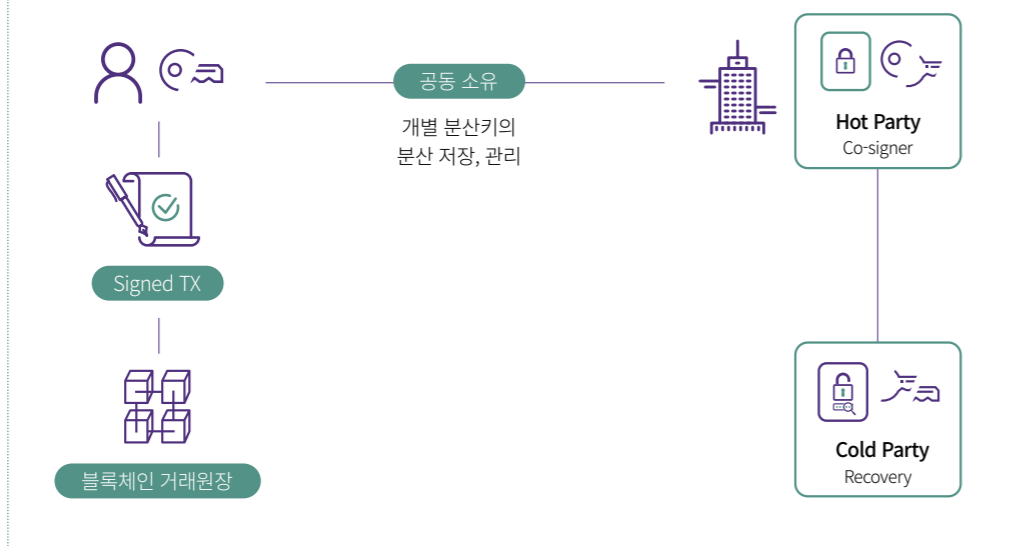 공동 소유
개별 분산키의
분산 저장, 관리
Hot Party
Co-signer
Signed TX
블록체인 거래원장
Cold Party
Recovery